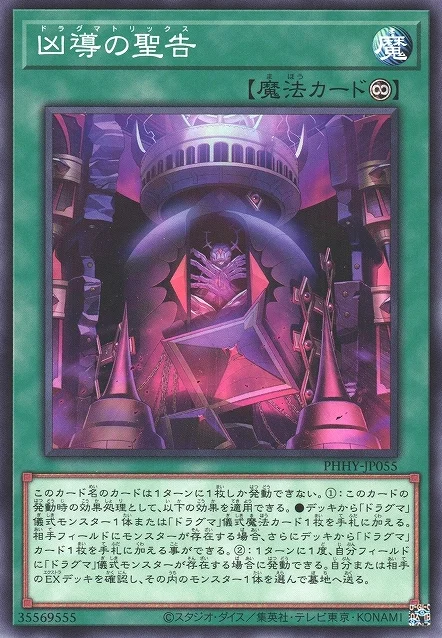 ドラグマトリックス
凶導の聖告
魔
まほう
【魔法カード】
PHHY-JP055
このカード名のカードは1ターンに1枚しか発動できない。①:このカードの
発動時の効果処理として、以下の効果を適用できる。●デッキから「ドラグマ」
儀式モンスター1体または「ドラグマ」儀式魔法カード1枚を手札に加える。
相手フィールドにモンスターが存在する場合、さらにデッキから「ドラグマ」
カード1枚を手札に加える事ができる。②:1ターンに1度、自分フィールド
に「ドラグマ」儀式モンスターが存在する場合に発動できる。自分または相手
のEXデッキを確認し、その内のモンスター1体を選んで墓地へ送る。
35569555
©スタジオ・ダイス/集英社・テレビ東京・KONAMI